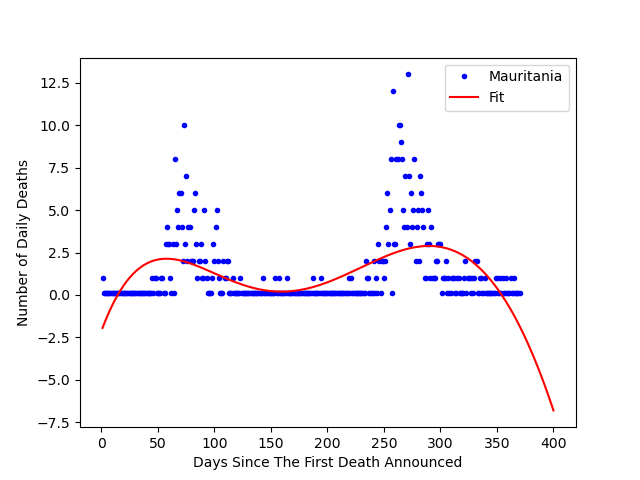 Mauritania
Fit
12.5
10.0
7.5
5.0
2.5
0.0
−2.5
−5.0
−7.5
Number of Daily Deaths
0 50 100 150 200 250 300 350 400
Days Since The First Death Announced